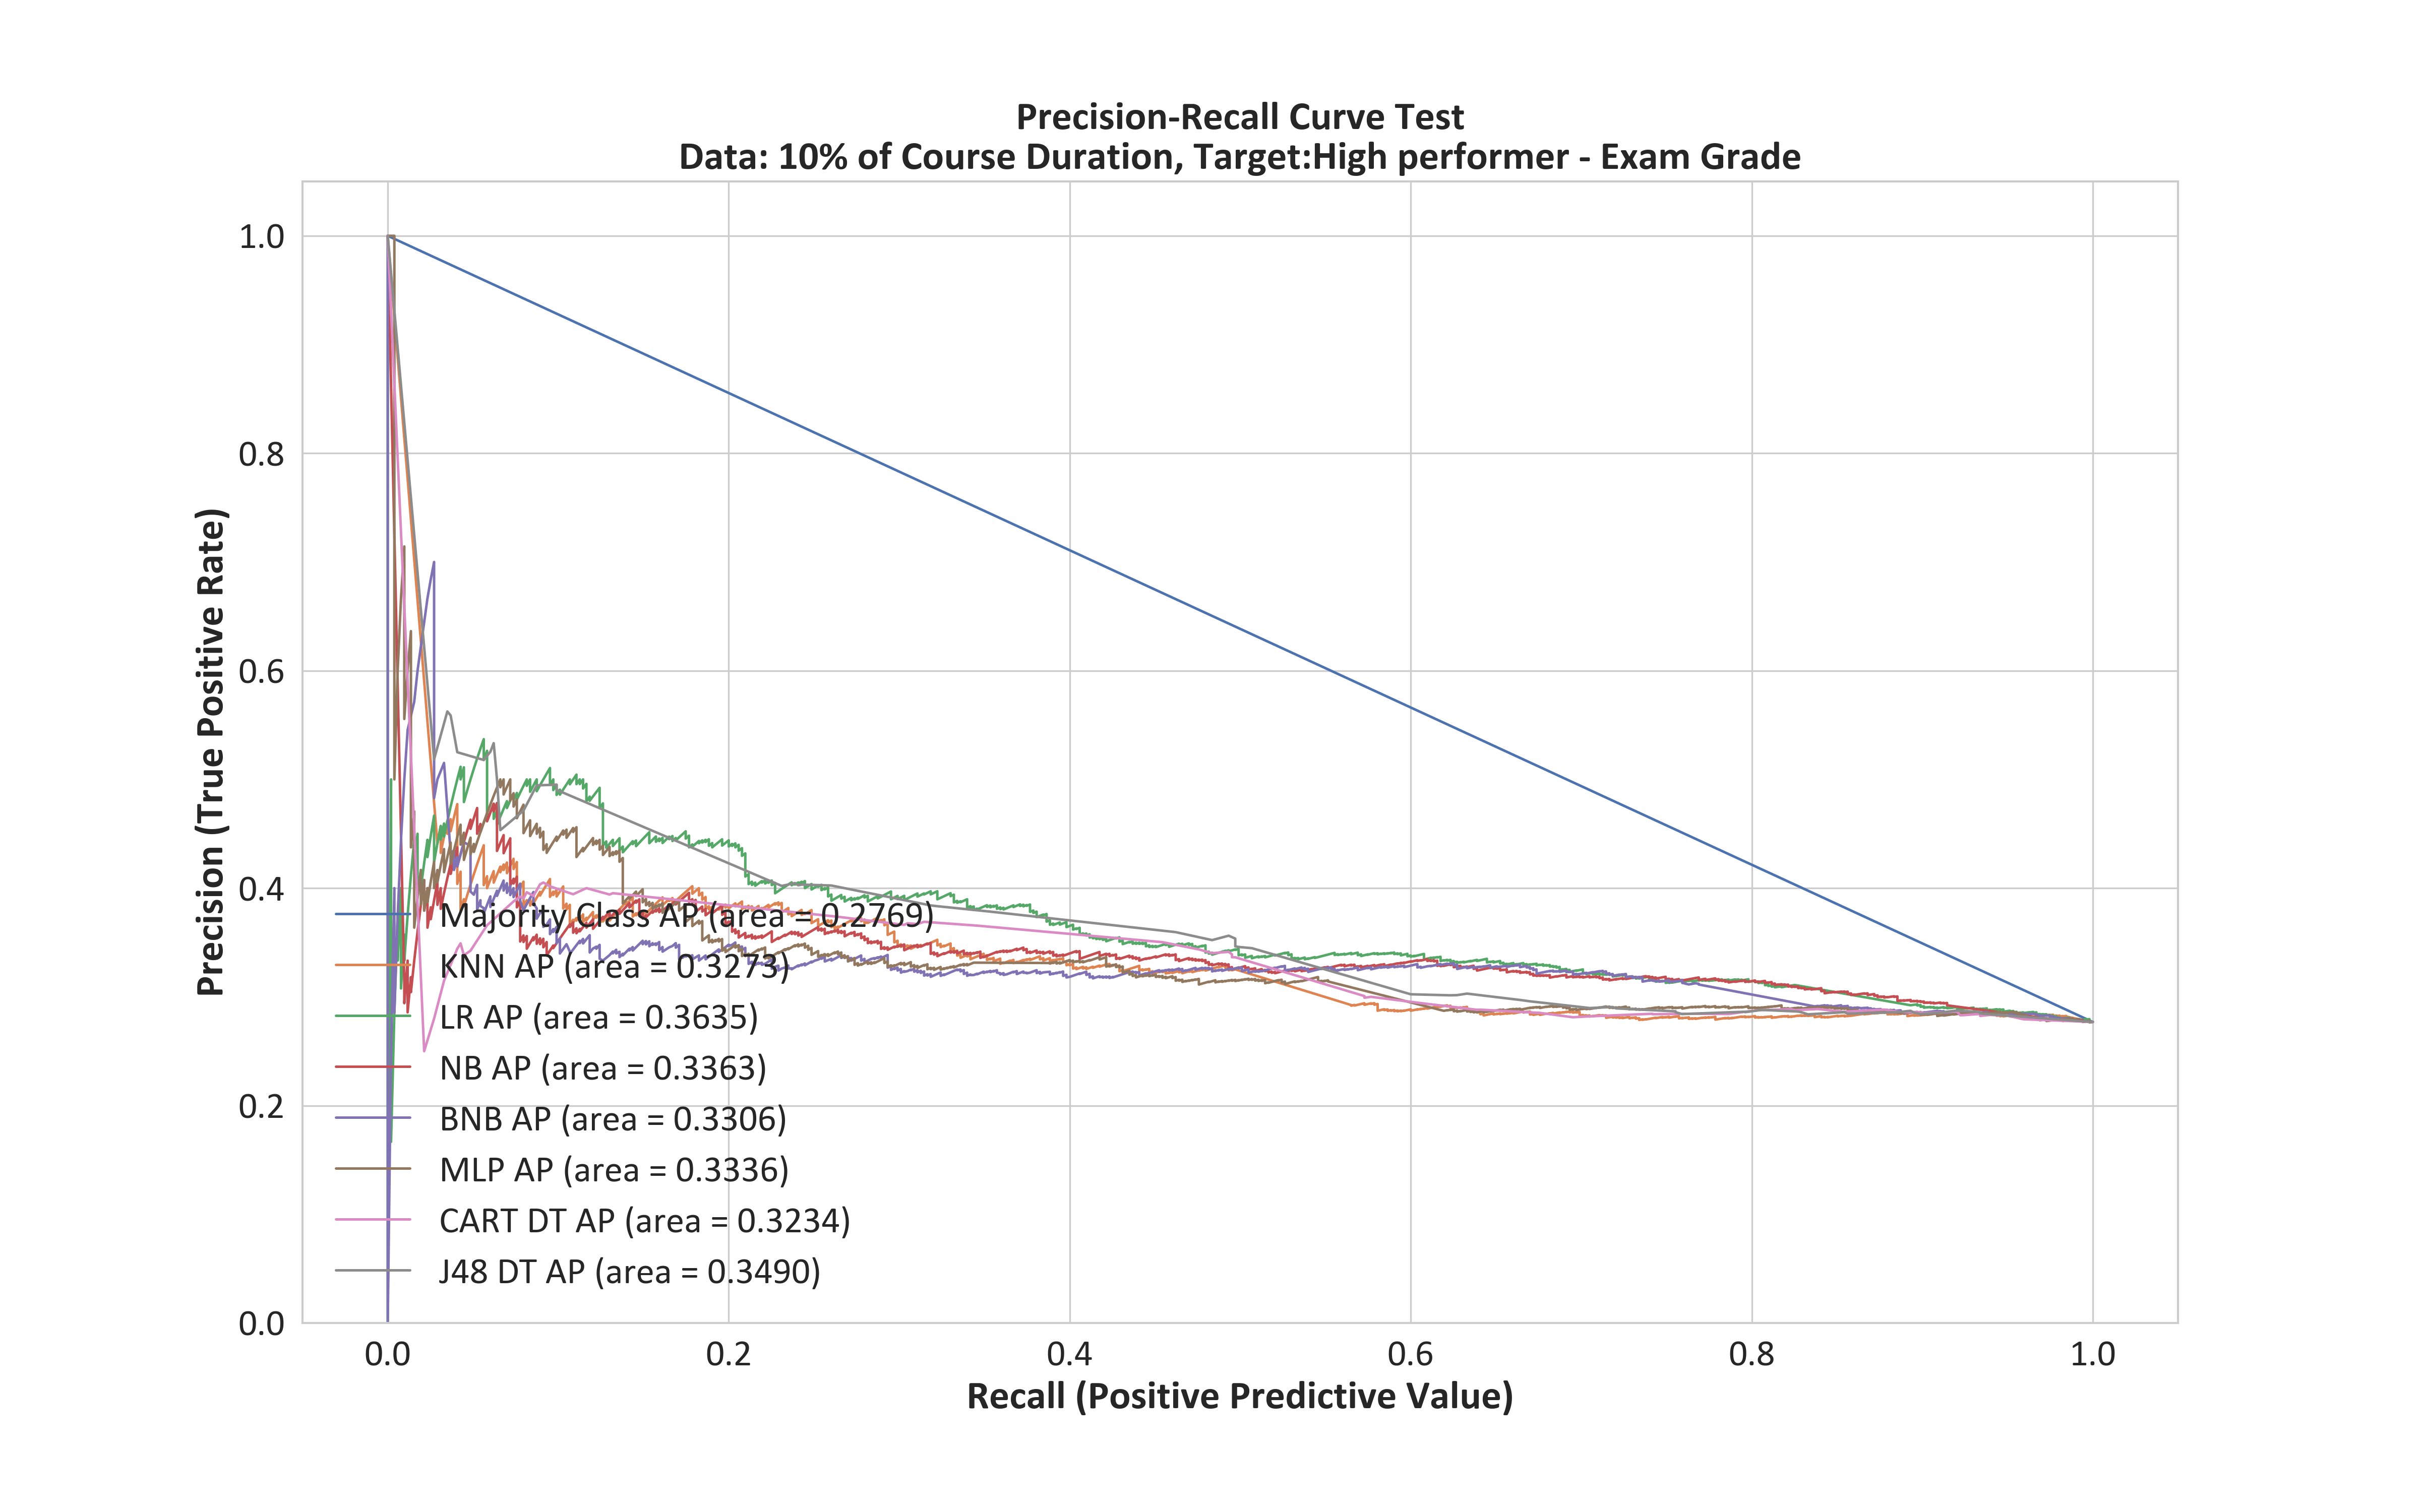 Precision-Recall Curve Test
Data: 10% of Course Duration, Target:High performer - Exam Grade
Precision (True Positive Rate)
1.0
0.8
0.6
0.4
0.2
0.0
Majority Class AP (area = 0.2769)
KNN AP (area = 0.3273)
LR AP (area = 0.3635)
NB AP (area = 0.3363)
BNB AP (area = 0.3306)
MLP AP (area = 0.3336)
CART DT AP (area = 0.3234)
J48 DT AP (area = 0.3490)
0.0 0.2 0.4 0.6 0.8 1.0
Recall (Positive Predictive Value)